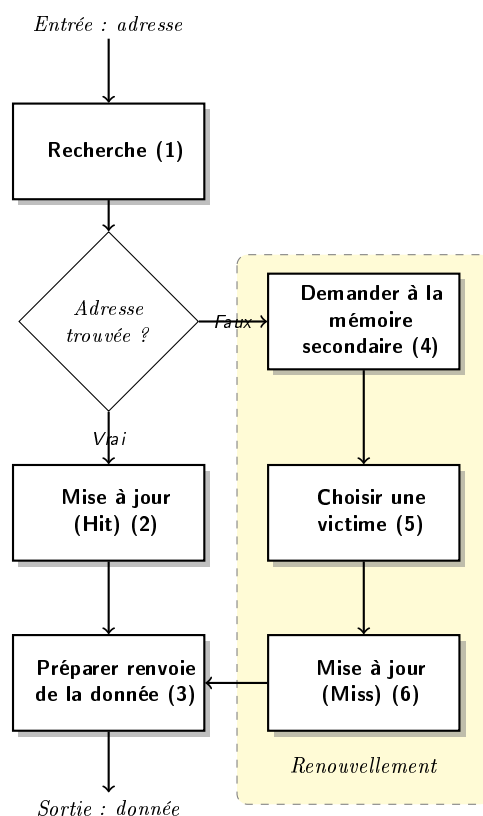 Entrée : adresse
Recherche (1)
Adresse
trouvée ?
Faux
Demander à la
mémoire
secondaire (4)
Vrai
Mise à jour
(Hit) (2)
Choisir une
victime (5)
Préparer renvoie
de la donnée (3)
Mise à jour
(Miss) (6)
Renouvellement
Sortie : donnée